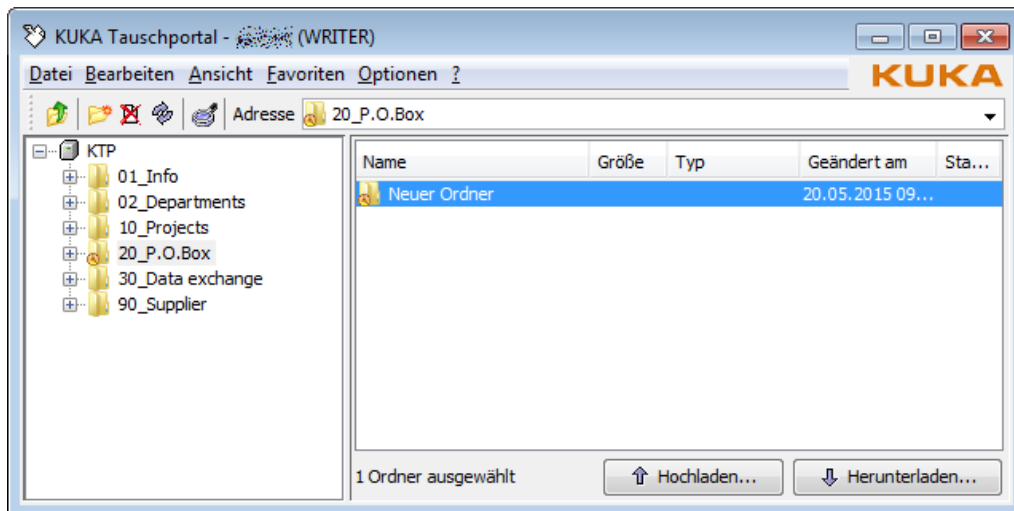 KUKA Tauschportal - (WRITER)
Datei Bearbeiten Ansicht Favoriten Optionen ?
KUKA
Adresse 20_P.O.Box
KTP
01_Info
02_Departments
10_Projects
20_P.O.Box
30_Data exchange
90_Supplier
Name Größe Typ Geändert am Sta...
Neuer Ordner 20.05.2015 09...
1 Ordner ausgewählt
Hochladen...
Herunterladen...